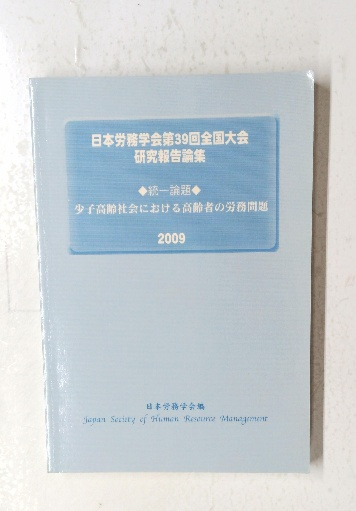 日本労務学会第39回全国大会
研究報告論集
◆統一論題◆
少子高齢社会における高齢者の労務問題
2009
日本労務学会編
Japan Society of Human Resource Management